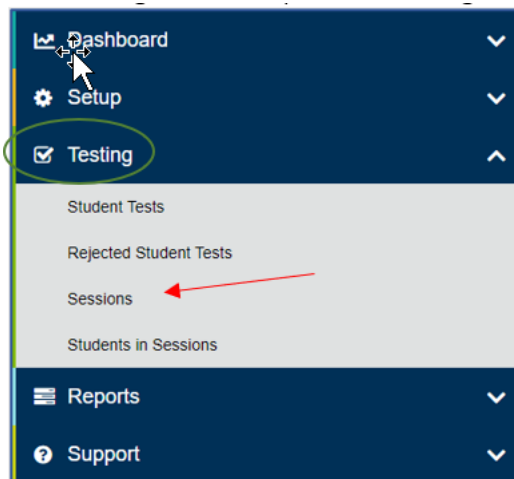 Dashboard
Setup
Testing
Student Tests
Rejected Student Tests
Sessions
Students in Sessions
Reports
Support